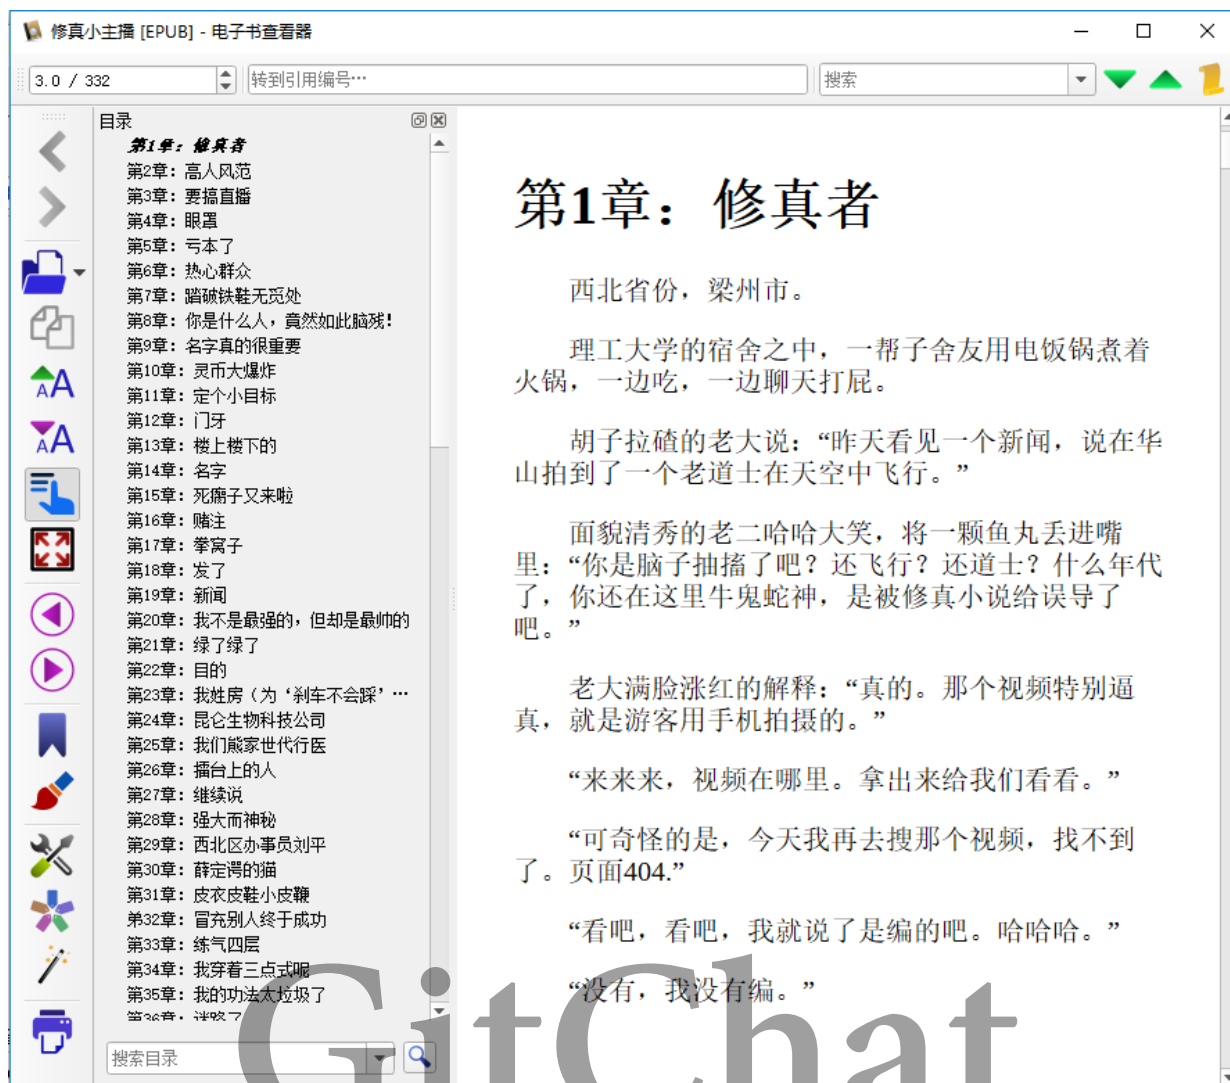 修真小主播 [EPUB] - 电子书查看器
3.0 / 332
转到引用编号…
搜索
目录
第1章：修真者
第2章：高人风范
第3章：要搞直播
第4章：眼罩
第5章：亏本了
第6章：热心群众
第7章：踏破铁鞋无觅处
第8章：你是什么人，竟然如此脑残！
第9章：名字真的很重要
第10章：灵币大爆炸
第11章：定个小目标
第12章：门牙
第13章：楼上楼下的
第14章：名字
第15章：死瘸子又来啦
第16章：赌注
第17章：拳窝子
第18章：发了
第19章：新闻
第20章：我不是最强的，但却是最帅的
第21章：绿了绿了
第22章：目的
第23章：我姓房（为‘刹车不会踩’…
第24章：昆仑生物科技公司
第25章：我们熊家世代行医
第26章：擂台上的人
第27章：继续说
第28章：强大而神秘
第29章：西北区办事员刘平
第30章：薛定谔的猫
第31章：皮衣皮鞋小皮鞭
第32章：冒充别人终于成功
第33章：练气四层
第34章：我穿着三点式呢
第35章：我的功法太垃圾了
第36章：迷路了
搜索目录
第1章：修真者
西北省份，梁州市。
理工大学的宿舍之中，一帮子舍友用电饭锅煮着
火锅，一边吃，一边聊天打屁。
胡子拉碴的老大说：“昨天看见一个新闻，说在华
山拍到了一个老道士在天空中飞行。”
面貌清秀的老二哈哈大笑，将一颗鱼丸丢进嘴
里：“你是脑子抽搐了吧？还飞行？还道士？什么年代
了，你还在这里牛鬼蛇神，是被修真小说给误导了
吧。”
老大满脸涨红的解释：“真的。那个视频特别逼
真，就是游客用手机拍摄的。”
“来来来，视频在哪里。拿出来给我们看看。”
“可奇怪的是，今天我再去搜那个视频，找不到
了。页面404.”
“看吧，看吧，我就说了是编的吧。哈哈哈。”
“没有，我没有编。”
GitChat